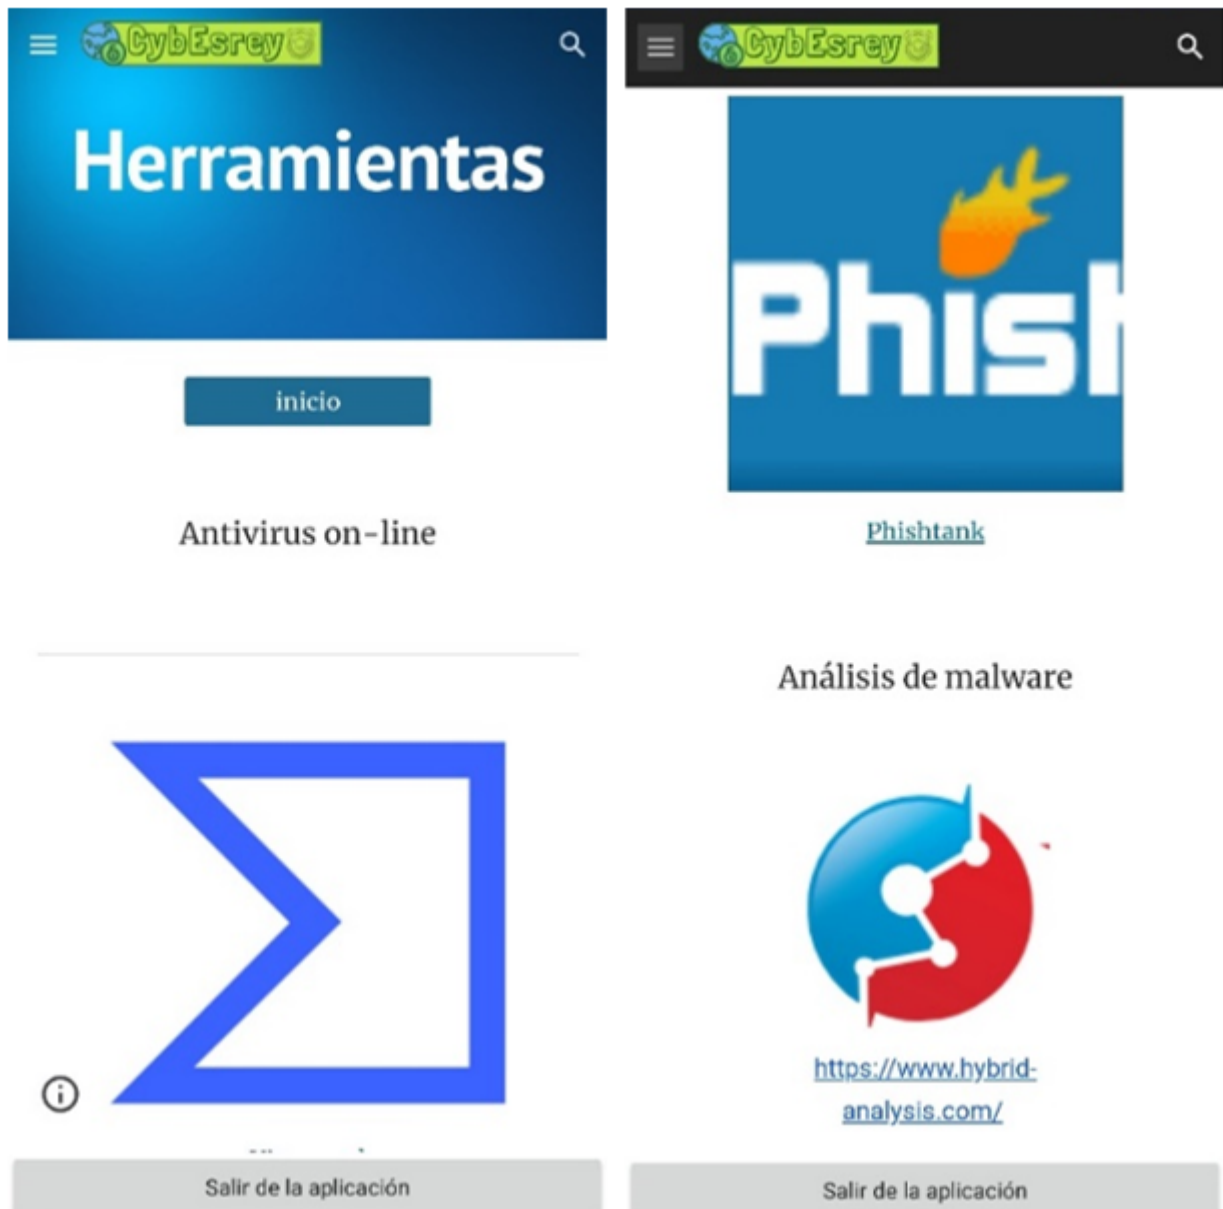 CybEsrey
Herramientas
inicio
Antivirus on-line
Salir de la aplicación
CybEsrey
Phish
Phishtank
Análisis de malware
https://www.hybrid-
analysis.com/
Salir de la aplicación